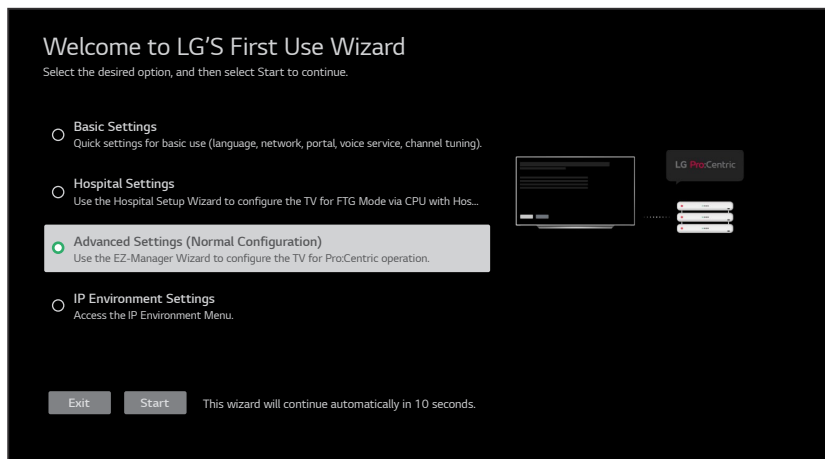 Welcome to LG'S First Use Wizard
Select the desired option, and then select Start to continue.
Basic Settings
Quick settings for basic use (language, network, portal, voice service, channel tuning).
Hospital Settings
Use the Hospital Setup Wizard to configure the TV for FTG Mode via CPU with Hos...
Advanced Settings (Normal Configuration)
Use the EZ-Manager Wizard to configure the TV for Pro:Centric operation.
IP Environment Settings
Access the IP Environment Menu.
LG Pro:Centric
Exit Start This wizard will continue automatically in 10 seconds.